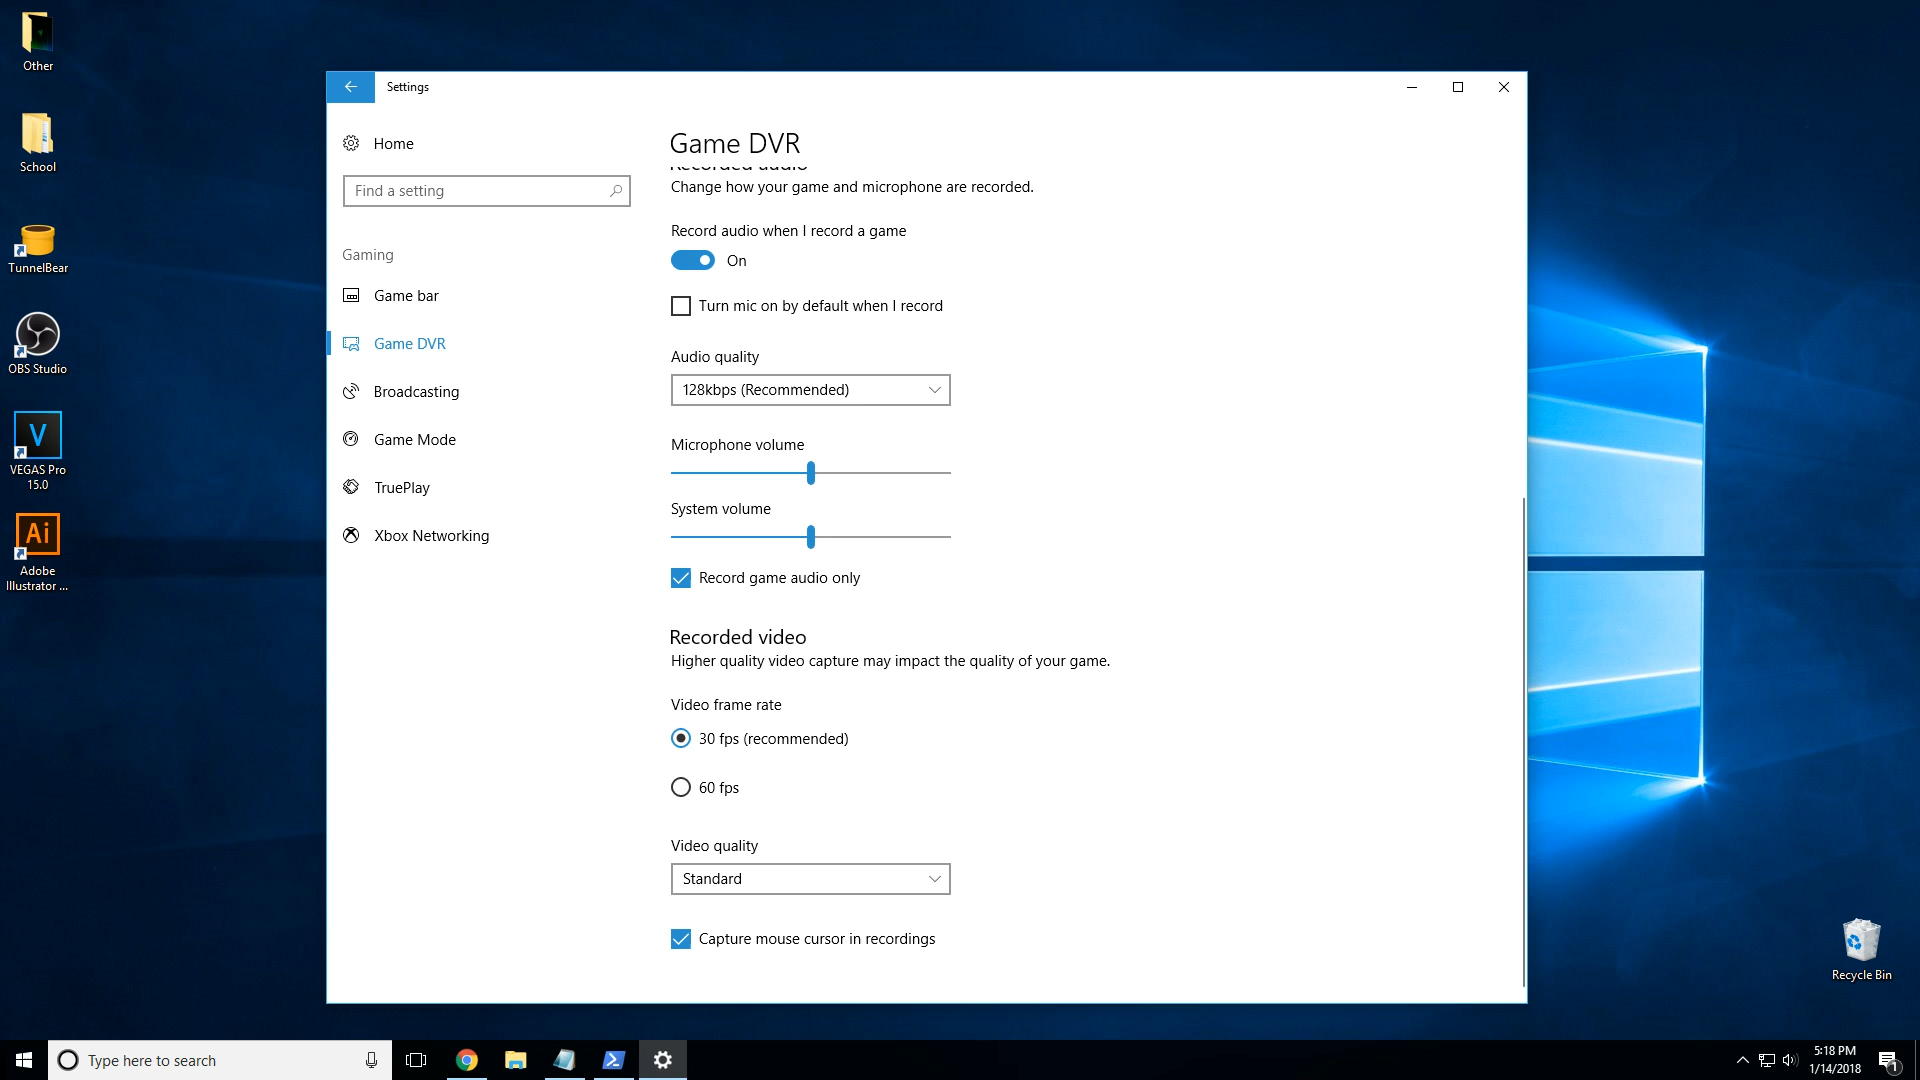 Other
School
TunnelBear
OBS Studio
V
VEGAS Pro
15.0
Ai
Adobe
Illustrator ...
Settings
Home
Find a setting
Gaming
Game bar
Game DVR
Broadcasting
Game Mode
TruePlay
Xbox Networking
Game DVR
Recorded audio
Change how your game and microphone are recorded.
Record audio when I record a game
On
Turn mic on by default when I record
Audio quality
128kbps (Recommended)
Microphone volume
System volume
Record game audio only
Recorded video
Higher quality video capture may impact the quality of your game.
Video frame rate
30 fps (recommended)
60 fps
Video quality
Standard
Capture mouse cursor in recordings
Recycle Bin
Type here to search
5:18 PM
1/14/2018
1